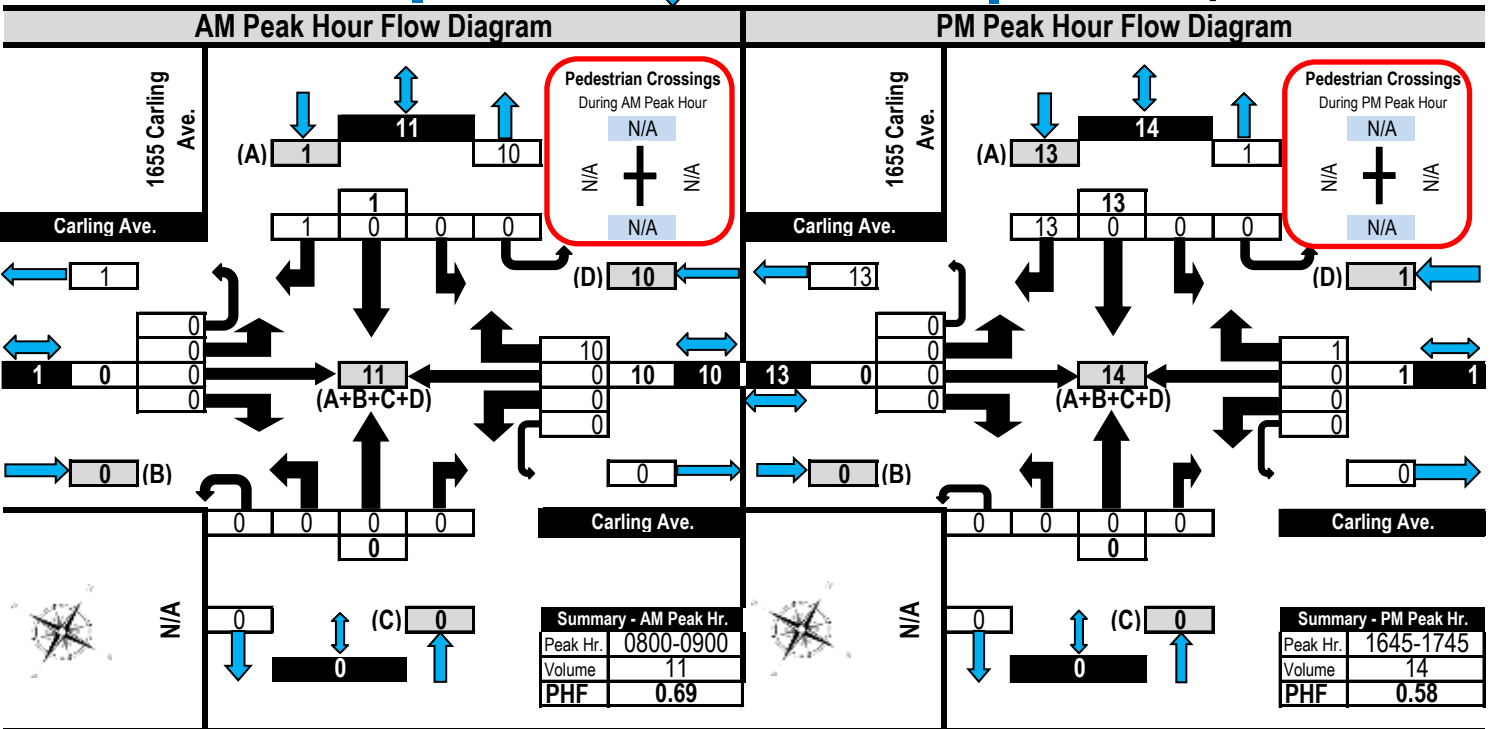 AM Peak Hour Flow Diagram
1655 Carling
Ave.
11
(A) 1
10
Pedestrian Crossings
During AM Peak Hour
N/A
N/A
N/A
N/A
1
1 0 0 0
Carling Ave.
1
(D) 10
0
0
0
0
1 0
11
(A+B+C+D)
10
0
0
0
10 10
0 (B)
0
0 0 0 0
0
Carling Ave.
N/A
0
(C) 0
0
Summary - AM Peak Hr.
Peak Hr. 0800-0900
Volume 11
PHF 0.69
PM Peak Hour Flow Diagram
1655 Carling
Ave.
14
(A) 13
1
Pedestrian Crossings
During PM Peak Hour
N/A
N/A
N/A
N/A
13
13 0 0 0
Carling Ave.
13
(D) 1
0
0
0
0
13 0
14
(A+B+C+D)
1
0
0
0
1 1
0 (B)
0
0 0 0 0
0
Carling Ave.
N/A
0
(C) 0
0
Summary - PM Peak Hr.
Peak Hr. 1645-1745
Volume 14
PHF 0.58